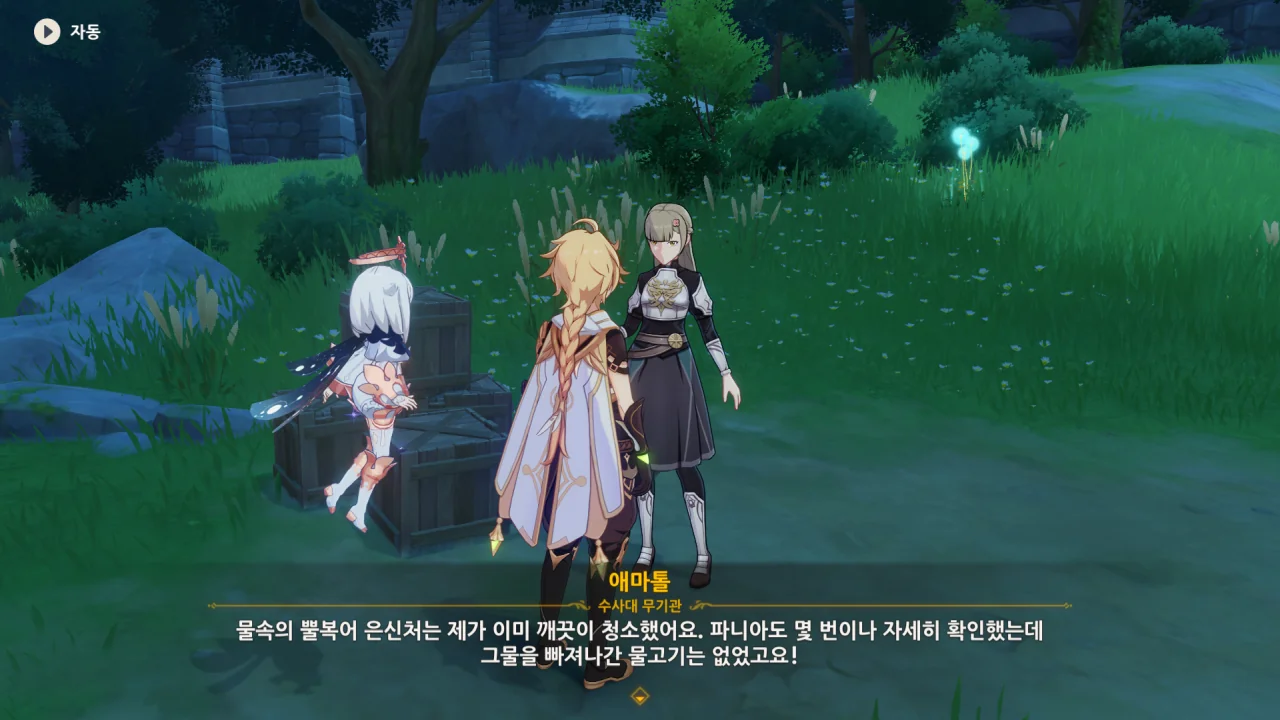 자동
애마톨
수사대 무기관
물속의 뿔복어 은신처는 제가 이미 깨끗이 청소했어요. 파니아도 몇 번이나 자세히 확인했는데
그물을 빠져나간 물고기는 없었고요!